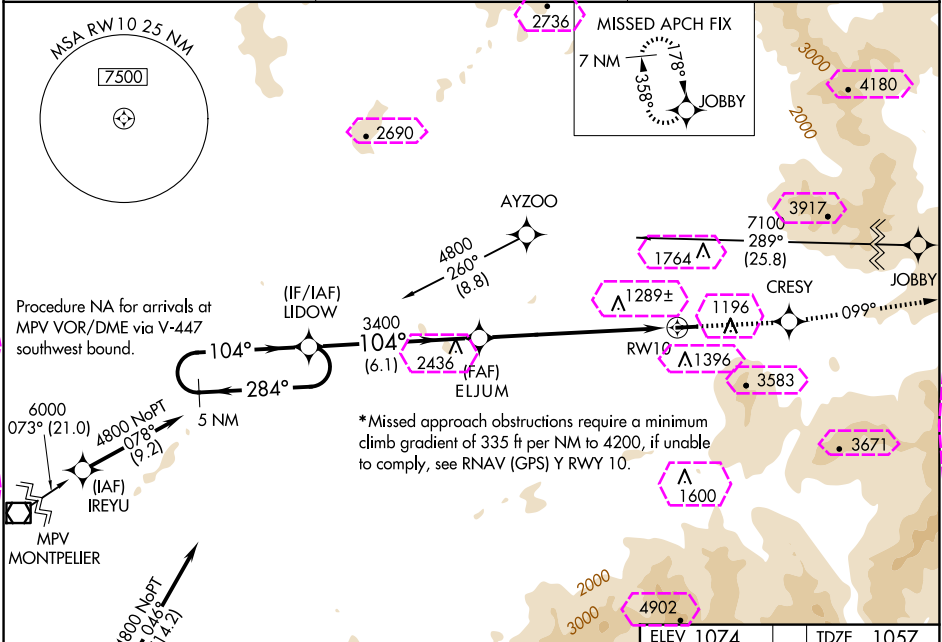 2736
MSA RW10 25 NM
7500
MISSED APCH FIX
7 NM
178°
358°
JOBBY
3000
4180
2000
2690
AYZOO
3917
7100
289°
(25.8)
JOBBY
4800
260°
(8.8)
1764
Procedure NA for arrivals at
MPV VOR/DME via V-447
southwest bound.
(IF/IAF)
LIDOW
1289±
CRESY
1196
099°
3400
104°
(6.1)
104°
2436
(FAF)
ELJUM
RW10
1396
284°
3583
5 NM
6000
073° (21.0)
4800 NoPT
078°
(9.2)
*Missed approach obstructions require a minimum
climb gradient of 335 ft per NM to 4200, if unable
to comply, see RNAV (GPS) Y RWY 10.
3671
(IAF)
IREYU
1600
MPV
MONTPELIER
4800 NoPT
046°
14.2)
2000
3000
4902
ELEV 1074
TDZE 1057